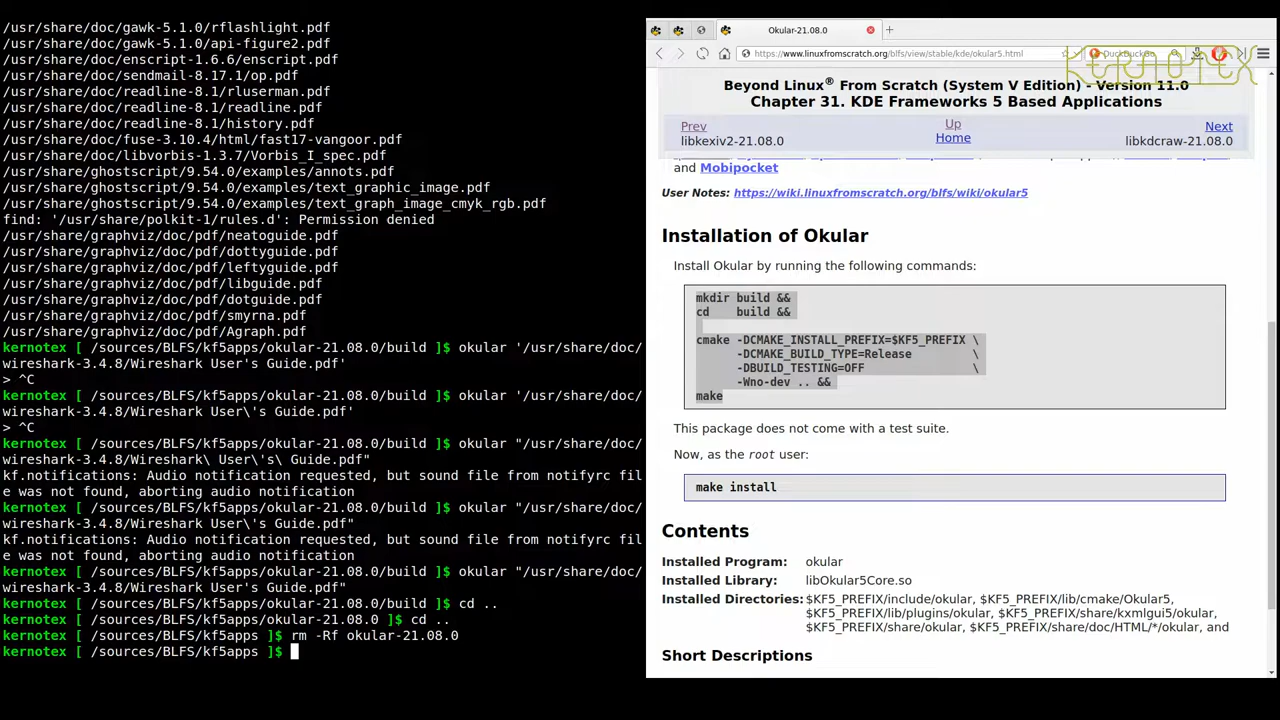 /usr/share/doc/gawk-5.1.0/rflashlight.pdf
/usr/share/doc/gawk-5.1.0/api-figure2.pdf
/usr/share/doc/enscript-1.6.6/enscript.pdf
/usr/share/doc/sendmail-8.17.1/op.pdf
/usr/share/doc/readline-8.1/rluserman.pdf
/usr/share/doc/readline-8.1/readline.pdf
/usr/share/doc/readline-8.1/history.pdf
/usr/share/doc/fuse-3.10.4/html/fast17-vangoor.pdf
/usr/share/doc/libvorbis-1.3.7/Vorbis_I_spec.pdf
/usr/share/ghostscript/9.54.0/examples/annots.pdf
/usr/share/ghostscript/9.54.0/examples/text_graphic_image.pdf
/usr/share/ghostscript/9.54.0/examples/text_graph_image_cmyk_rgb.pdf
find: '/usr/share/polkit-1/rules.d': Permission denied
/usr/share/graphviz/doc/pdf/neatoguide.pdf
/usr/share/graphviz/doc/pdf/dottyguide.pdf
/usr/share/graphviz/doc/pdf/leftyguide.pdf
/usr/share/graphviz/doc/pdf/libguide.pdf
/usr/share/graphviz/doc/pdf/dotguide.pdf
/usr/share/graphviz/doc/pdf/smyrna.pdf
/usr/share/graphviz/doc/pdf/Agraph.pdf
kernotex [ /sources/BLFS/kf5apps/okular-21.08.0/build ]$ okular '/usr/share/doc/
wireshark-3.4.8/Wireshark User's Guide.pdf'
> ^C
kernotex [ /sources/BLFS/kf5apps/okular-21.08.0/build ]$ okular '/usr/share/doc/
wireshark-3.4.8/Wireshark User\'s Guide.pdf'
> ^C
kernotex [ /sources/BLFS/kf5apps/okular-21.08.0/build ]$ okular "/usr/share/doc/
wireshark-3.4.8/Wireshark\ User\'s\ Guide.pdf"
kf.notifications: Audio notification requested, but sound file from notifyrc fil
e was not found, aborting audio notification
kernotex [ /sources/BLFS/kf5apps/okular-21.08.0/build ]$ okular "/usr/share/doc/
wireshark-3.4.8/Wireshark User\'s Guide.pdf"
kf.notifications: Audio notification requested, but sound file from notifyrc fil
e was not found, aborting audio notification
kernotex [ /sources/BLFS/kf5apps/okular-21.08.0/build ]$ okular "/usr/share/doc/
wireshark-3.4.8/Wireshark User's Guide.pdf"
kernotex [ /sources/BLFS/kf5apps/okular-21.08.0/build ]$ cd ..
kernotex [ /sources/BLFS/kf5apps/okular-21.08.0 ]$ cd ..
kernotex [ /sources/BLFS/kf5apps ]$ rm -Rf okular-21.08.0
kernotex [ /sources/BLFS/kf5apps ]$
Okular-21.08.0
https://www.linuxfromscratch.org/blfs/view/stable/kde/okular5.html
DuckDuckGo
KERNOTEX
Beyond Linux® From Scratch (System V Edition) - Version 11.0
Chapter 31. KDE Frameworks 5 Based Applications
Prev Up Next
libkexiv2-21.08.0 Home libkdcraw-21.08.0
and Mobipocket
User Notes: https://wiki.linuxfromscratch.org/blfs/wiki/okular5
Installation of Okular
Install Okular by running the following commands:
mkdir build &&
cd    build &&
cmake -DCMAKE_INSTALL_PREFIX=$KF5_PREFIX \
-DCMAKE_BUILD_TYPE=Release \
-DBUILD_TESTING=OFF \
-Wno-dev .. &&
make
This package does not come with a test suite.
Now, as the root user:
make install
Contents
Installed Program: okular
Installed Library: libOkular5Core.so
Installed Directories: $KF5_PREFIX/include/okular, $KF5_PREFIX/lib/cmake/Okular5,
$KF5_PREFIX/lib/plugins/okular, $KF5_PREFIX/share/kxmlgui5/okular,
$KF5_PREFIX/share/okular, $KF5_PREFIX/share/doc/HTML/*/okular, and
Short Descriptions